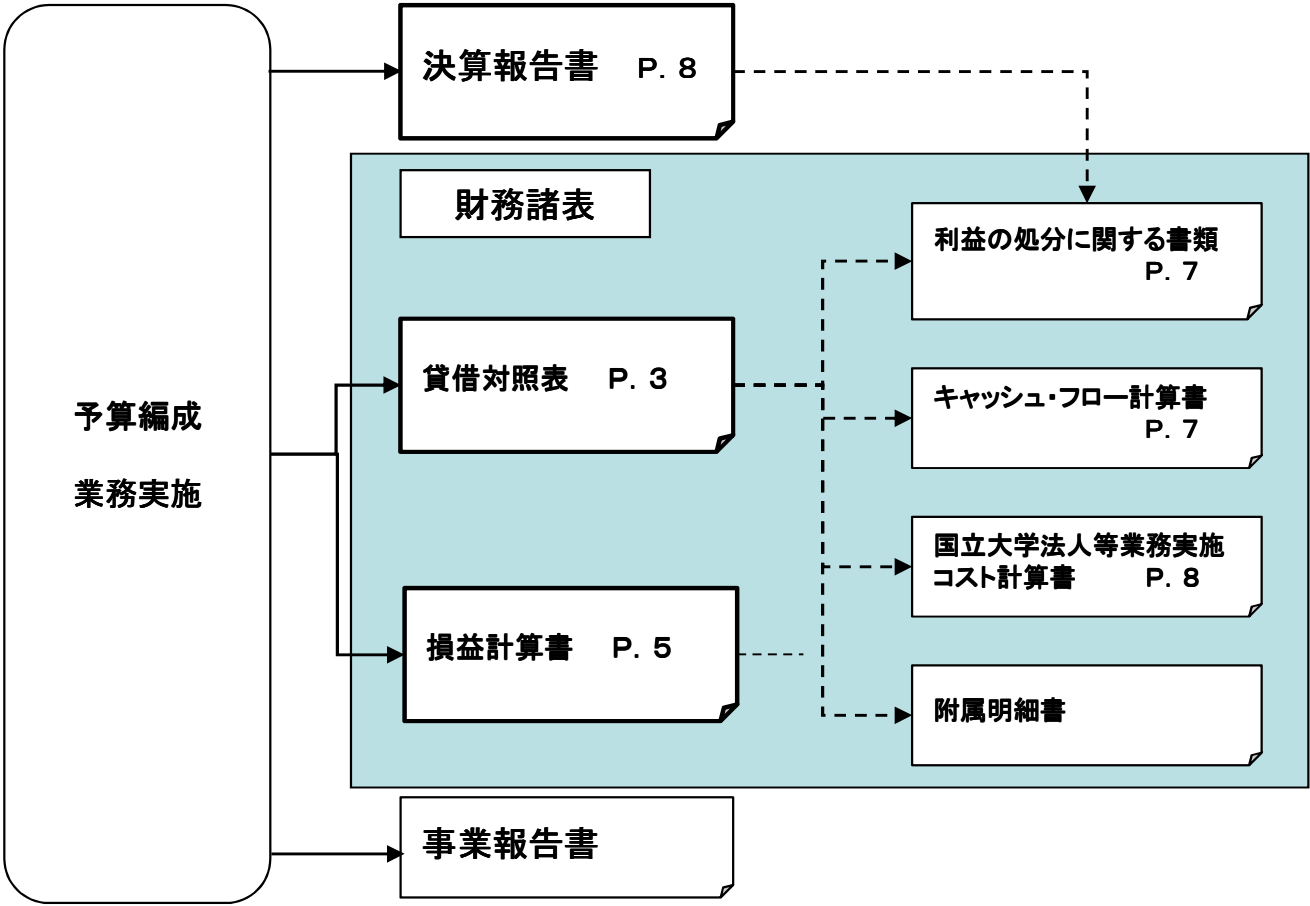 予算編成
業務実施
決算報告書 P．8
財務諸表
貸借対照表 P．3
損益計算書 P．5
利益の処分に関する書類
P．7
キャッシュ・フロー計算書
P．7
国立大学法人等業務実施
コスト計算書 P．8
附属明細書
事業報告書